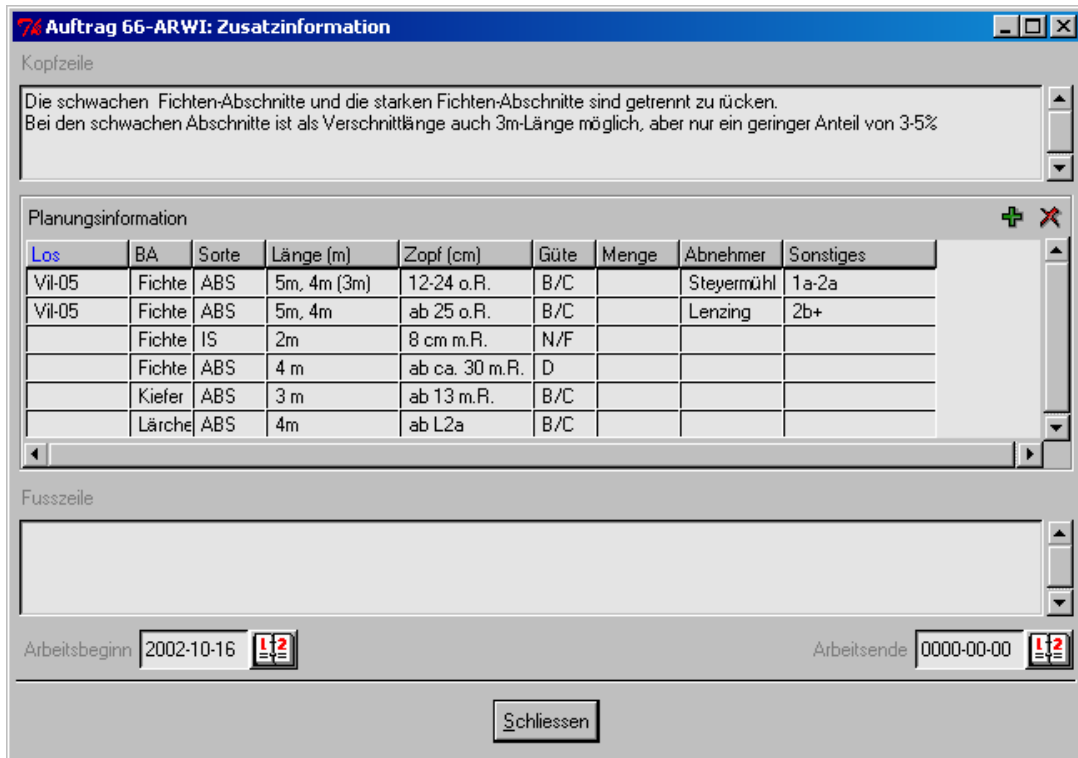 Auftrag 66-ARWI: Zusatzinformation
Kopfzeile
Die schwachen Fichten-Abschnitte und die starken Fichten-Abschnitte sind getrennt zu rücken.
Bei den schwachen Abschnitte ist als Verschnittlänge auch 3m-Länge möglich, aber nur ein geringer Anteil von 3-5%
Planungsinformation
Los BA Sorte Länge (m) Zopf (cm) Güte Menge Abnehmer Sonstiges
Vil-05 Fichte ABS 5m, 4m (3m) 12-24 o.R. B/C Steyermühl 1a-2a
Vil-05 Fichte ABS 5m, 4m ab 25 o.R. B/C Lenzing 2b+
Fichte IS 2m 8 cm m.R. N/F
Fichte ABS 4 m ab ca. 30 m.R. D
Kiefer ABS 3 m ab 13 m.R. B/C
Lärche ABS 4m ab L2a B/C
Fusszeile
Arbeitsbeginn 2002-10-16 Arbeitsende 0000-00-00
Schliessen